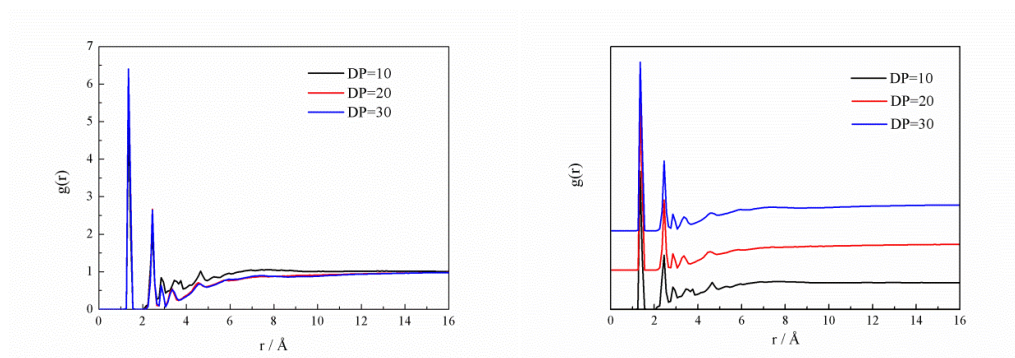 7
6
5
4
3
2
1
0
g(r)
DP=10
DP=20
DP=30
0 2 4 6 8 10 12 14 16
r / Å
g(r)
DP=10
DP=20
DP=30
0 2 4 6 8 10 12 14 16
r / Å